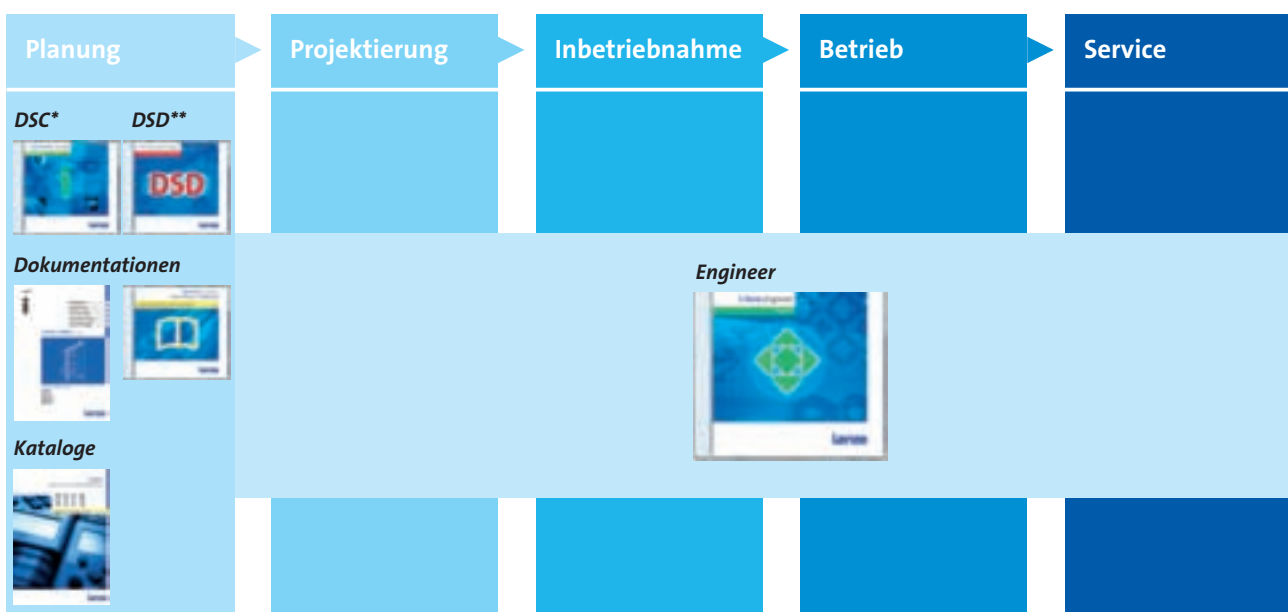 Planung
Projektierung
Inbetriebnahme
Betrieb
Service
DSC*
DSD**
DSD
Dokumentationen
Engineer
Kataloge
Lenze